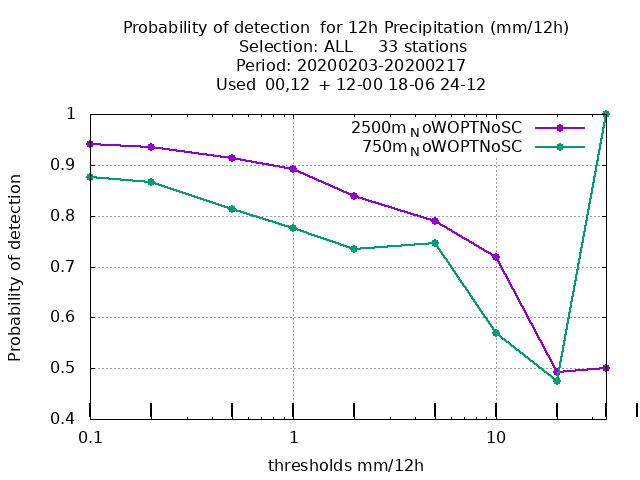 Probability of detection  for 12h Precipitation (mm/12h)
Selection: ALL     33 stations
Period: 20200203-20200217
Used  00,12  + 12-00 18-06 24-12
2500m_NoWOPTNoSC
750m_NoWOPTNoSC
Probability of detection
1
0.9
0.8
0.7
0.6
0.5
0.4
0.1
1
10
thresholds mm/12h